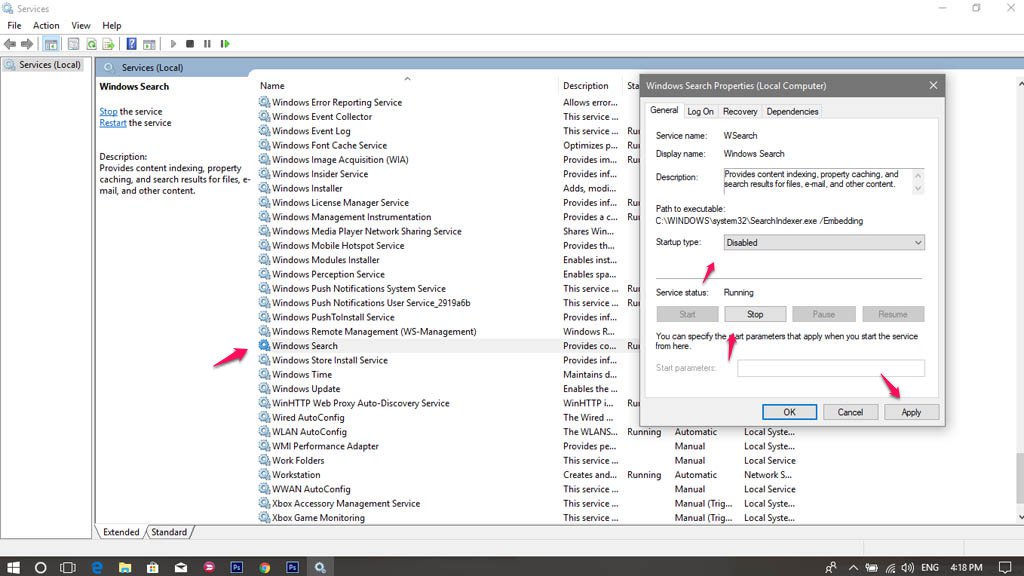 Services
File Action View Help
Services (Local)
Services (Local)
Windows Search
Stop the service
Restart the service
Description:
Provides content indexing, property
caching, and search results for files, e-
mail, and other content.
Name Description Sta
Windows Error Reporting Service Allows error...
Windows Event Collector This service ...
Windows Event Log This service ... Ru
Windows Font Cache Service Optimizes p... Ru
Windows Image Acquisition (WIA) Provides im... Ru
Windows Insider Service Provides inf...
Windows Installer Adds, modi...
Windows License Manager Service Provides inf... Ru
Windows Management Instrumentation Provides a c... Ru
Windows Media Player Network Sharing Service Shares Win...
Windows Mobile Hotspot Service Provides th...
Windows Modules Installer Enables inst...
Windows Perception Service Enables spa...
Windows Push Notifications System Service This service ... Ru
Windows Push Notifications User Service_2919a6b This service ... Ru
Windows PushToInstall Service Provides inf...
Windows Remote Management (WS-Management) Windows R...
Windows Search Provides co... Ru
Windows Store Install Service Provides inf...
Windows Time Maintains d...
Windows Update Enables the ...
WinHTTP Web Proxy Auto-Discovery Service WinHTTP i... Ru
Wired AutoConfig The Wired ...
WLAN AutoConfig The WLANS... Running Automatic Local Syste...
WMI Performance Adapter Provides pe... Manual Local Syste...
Work Folders This service ... Manual Local Service
Workstation Creates and... Running Automatic Network S...
WWAN AutoConfig This service ... Manual Local Service
Xbox Accessory Management Service This service ... Manual (Trig... Local Syste...
Xbox Game Monitoring This service ... Manual (Trig... Local Syste...
Extended Standard
Windows Search Properties (Local Computer)
General Log On Recovery Dependencies
Service name: WSearch
Display name: Windows Search
Description: Provides content indexing, property caching, and
search results for files, e-mail, and other content.
Path to executable:
C:\WINDOWS\system32\SearchIndexer.exe /Embedding
Startup type: Disabled
Service status: Running
Start Stop Pause Resume
You can specify the start parameters that apply when you start the service
from here.
Start parameters:
OK Cancel Apply
ENG 4:18 PM